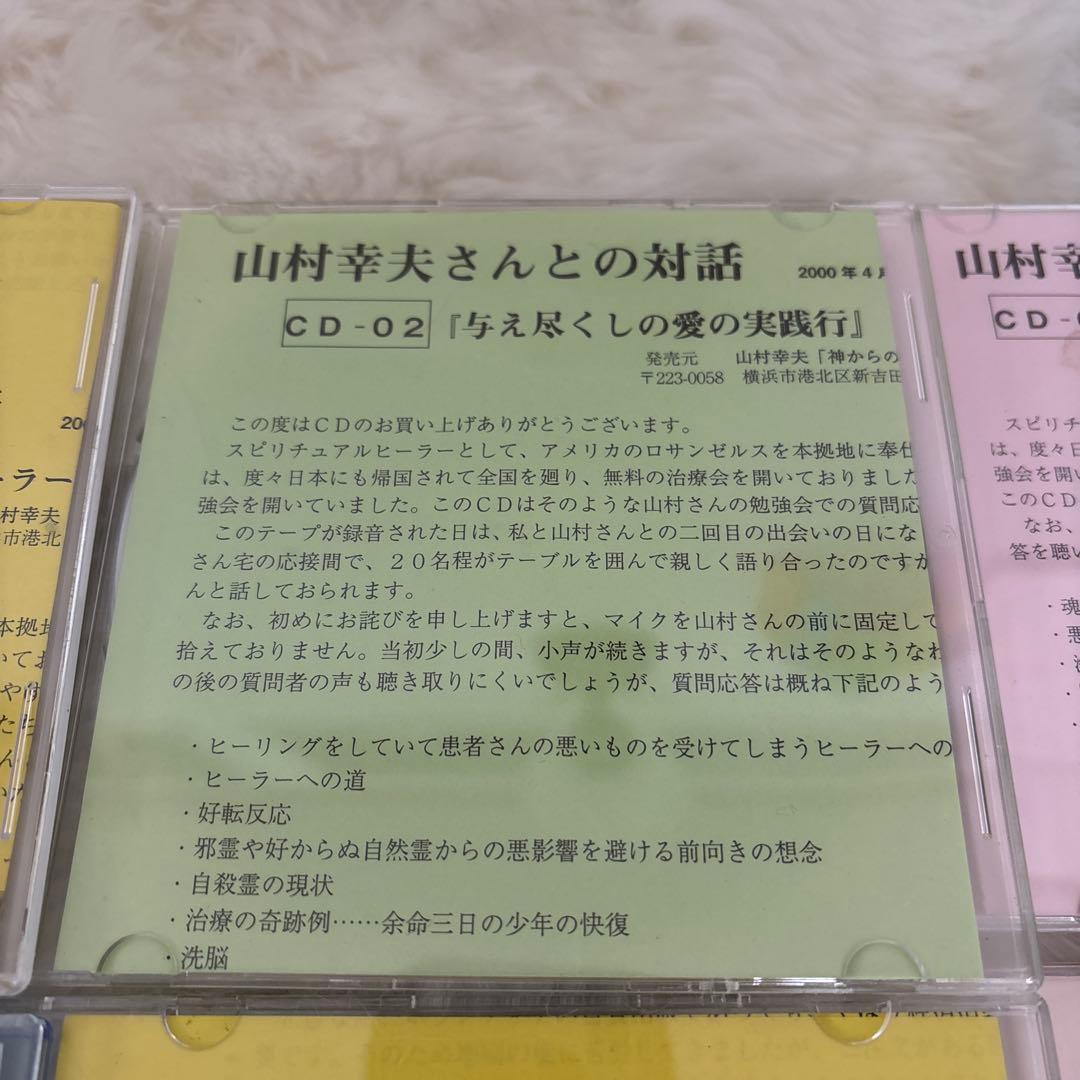 山村幸夫さんとの対話 2000年4月
CD-02 『与え尽くしの愛の実践行』
発売元 山村幸夫「神からの
〒223-0058 横浜市港北区新吉田
この度はCDのお買い上げありがとうございます。
スピリチュアルヒーラーとして、アメリカのロサンゼルスを本拠地に奉仕
は、度々日本にも帰国されて全国を廻り、無料の治療会を開いておりました
強会を開いていました。このCDはそのような山村さんの勉強会での質問応
このテープが録音された日は、私と山村さんとの二回目の出会いの日にな
さん宅の応接間で、20名程がテーブルを囲んで親しく語り合ったのですが
んと話しておられます。
なお、初めにお詫びを申し上げますと、マイクを山村さんの前に固定して
拾えておりません。当初少しの間、小声が続きますが、それはそのような
の後の質問者の声も聴き取りにくいでしょうが、質問応答は概ね下記のよう
・ヒーリングをしていて患者さんの悪いものを受けてしまうヒーラーへの
・ヒーラーへの道
・好転反応
・邪霊や好からぬ自然霊からの悪影響を避ける前向きの想念
・自殺霊の現状
・治療の奇跡例……余命三日の少年の快復
・洗脳
ーラー
村幸夫
市港北
本拠地
山村幸
CD-
スピリチ
は、度々日
強会を開い
このCD
なお、
答を聴い
・魂
・悪